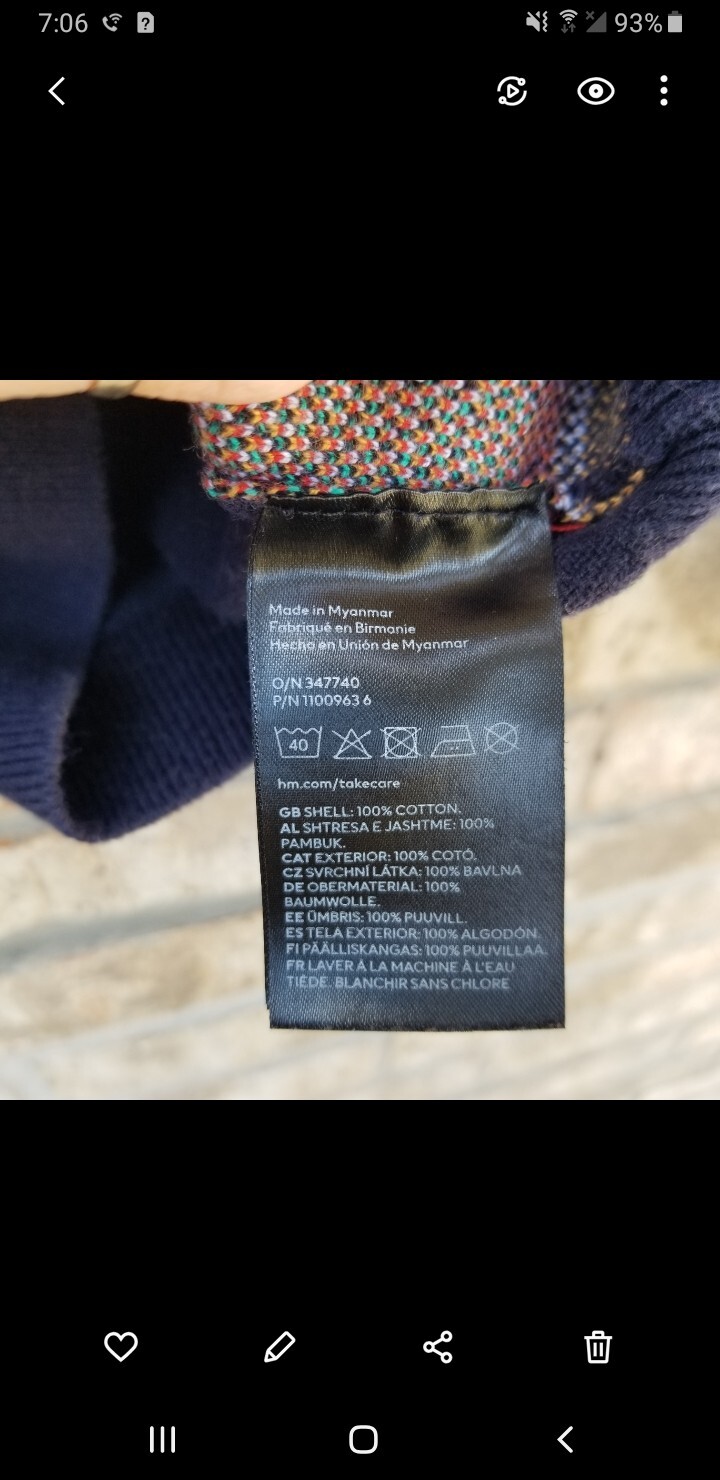 7:06
93%
Made in Myanmar
Fabriqué en Birmanie
Hecho en Unión de Myanmar
O/N 347740
P/N 1100963 6
40
hm.com/takecare
GB SHELL: 100% COTTON.
AL SHTRESA E JASHTME: 100%
PAMBUK.
CAT EXTERIOR: 100% COTÓ.
CZ SVRCHNÍ LÁTKA: 100% BAVLNA
DE OBERMATERIAL: 100%
BAUMWOLLE.
EE ÜMBRIS: 100% PUUVILL.
ES TELA EXTERIOR: 100% ALGODÓN.
FI PÄÄLLISKANGAS: 100% PUUVILLAA.
FR LAVER À LA MACHINE À L'EAU
TIÈDE. BLANCHIR SANS CHLORE